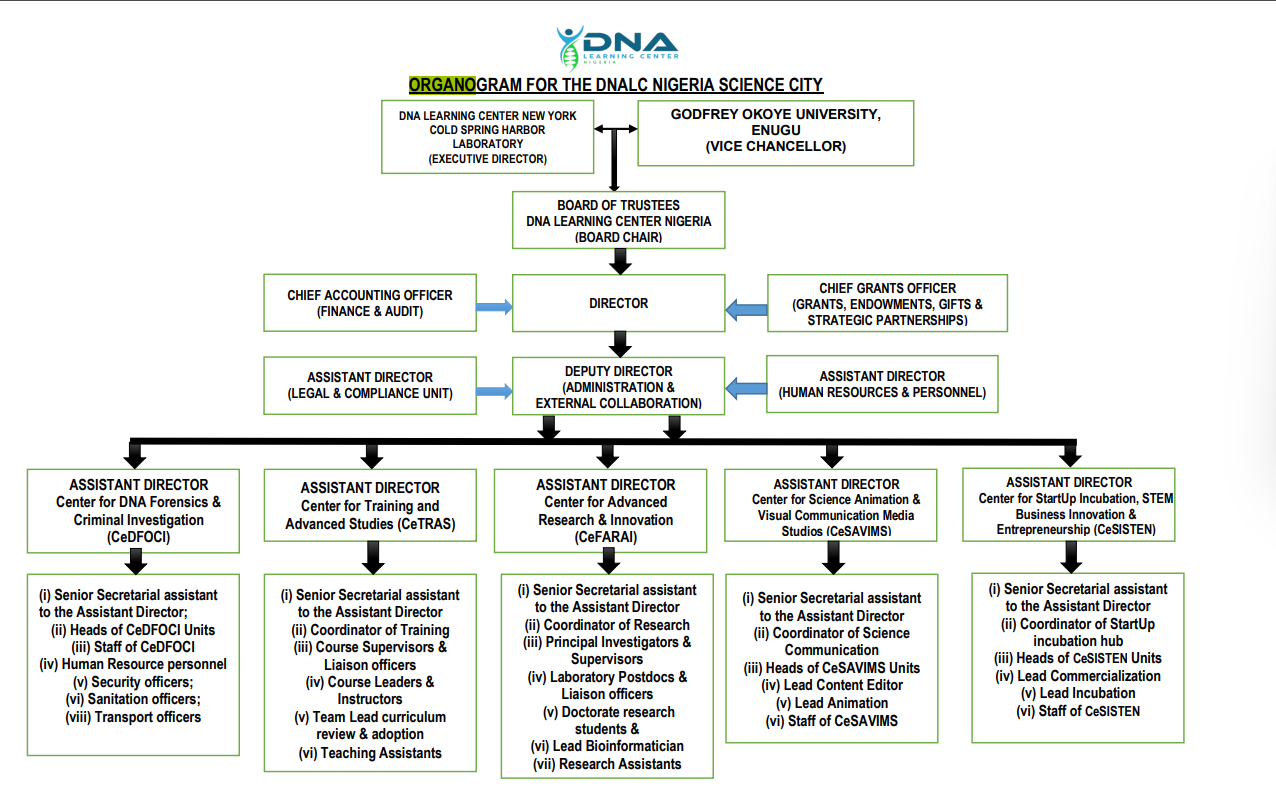 DNA
LEARNING CENTER
NIGERIA
ORGANOGRAM FOR THE DNALC NIGERIA SCIENCE CITY
DNA LEARNING CENTER NEW YORK
COLD SPRING HARBOR
LABORATORY
(EXECUTIVE DIRECTOR)
GODFREY OKOYE UNIVERSITY,
ENUGU
(VICE CHANCELLOR)
BOARD OF TRUSTEES
DNA LEARNING CENTER NIGERIA
(BOARD CHAIR)
CHIEF ACCOUNTING OFFICER
(FINANCE & AUDIT)
DIRECTOR
CHIEF GRANTS OFFICER
(GRANTS, ENDOWMENTS, GIFTS &
STRATEGIC PARTNERSHIPS)
ASSISTANT DIRECTOR
(LEGAL & COMPLIANCE UNIT)
DEPUTY DIRECTOR
(ADMINISTRATION &
EXTERNAL COLLABORATION)
ASSISTANT DIRECTOR
(HUMAN RESOURCES & PERSONNEL)
ASSISTANT DIRECTOR
Center for DNA Forensics &
Criminal Investigation
(CeDFOCI)
ASSISTANT DIRECTOR
Center for Training and
Advanced Studies (CeTRAS)
ASSISTANT DIRECTOR
Center for Advanced
Research & Innovation
(CeFARAI)
ASSISTANT DIRECTOR
Center for Science Animation &
Visual Communication Media
Studios (CeSAVIMS)
ASSISTANT DIRECTOR
Center for StartUp Incubation, STEM
Business Innovation &
Entrepreneurship (CeSISTEN)
(i) Senior Secretarial assistant
to the Assistant Director;
(ii) Heads of CeDFOCI Units
(iii) Staff of CeDFOCI
(iv) Human Resource personnel
(v) Security officers;
(vi) Sanitation officers;
(viii) Transport officers
(i) Senior Secretarial assistant
to the Assistant Director
(ii) Coordinator of Training
(iii) Course Supervisors &
Liaison officers
(iv) Course Leaders &
Instructors
(v) Team Lead curriculum
review & adoption
(vi) Teaching Assistants
(i) Senior Secretarial assistant
to the Assistant Director
(ii) Coordinator of Research
(iii) Principal Investigators &
Supervisors
(iv) Laboratory Postdocs &
Liaison officers
(v) Doctorate research
students &
(vi) Lead Bioinformatician
(vii) Research Assistants
(i) Senior Secretarial assistant
to the Assistant Director
(ii) Coordinator of Science
Communication
(iii) Heads of CeSAVIMS Units
(iv) Lead Content Editor
(v) Lead Animation
(vi) Staff of CeSAVIMS
(i) Senior Secretarial assistant
to the Assistant Director
(ii) Coordinator of StartUp
incubation hub
(iii) Heads of CeSISTEN Units
(iv) Lead Commercialization
(v) Lead Incubation
(vi) Staff of CeSISTEN